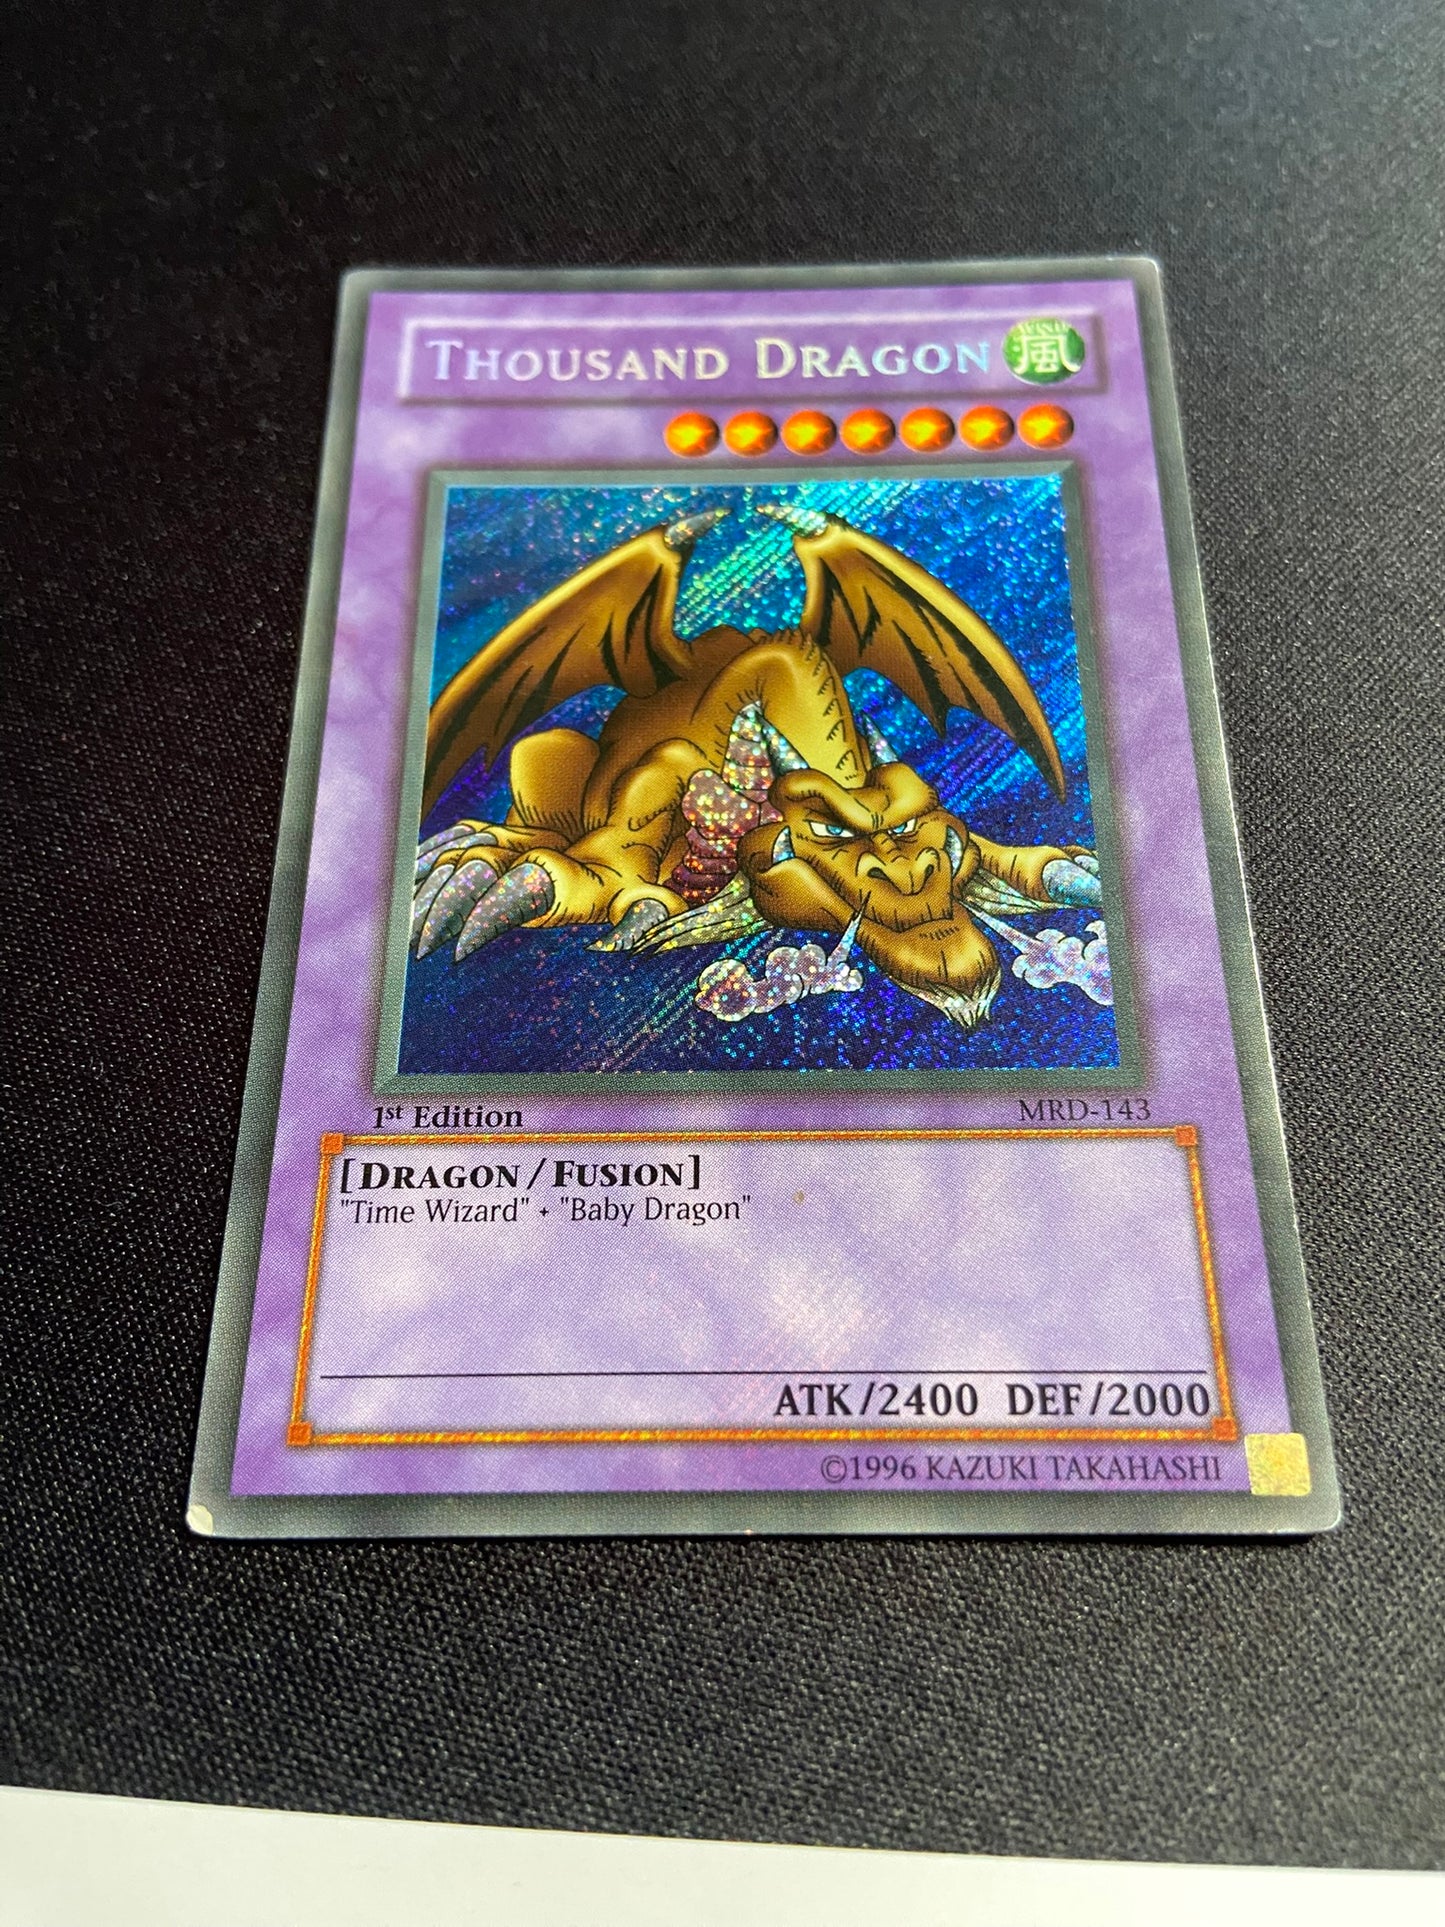 THOUSAND DRAGON
WIND
風
1st Edition
MRD-143
[DRAGON/FUSION]
"Time Wizard" + "Baby Dragon"
ATK/2400 DEF/2000
©1996 KAZUKI TAKAHASHI